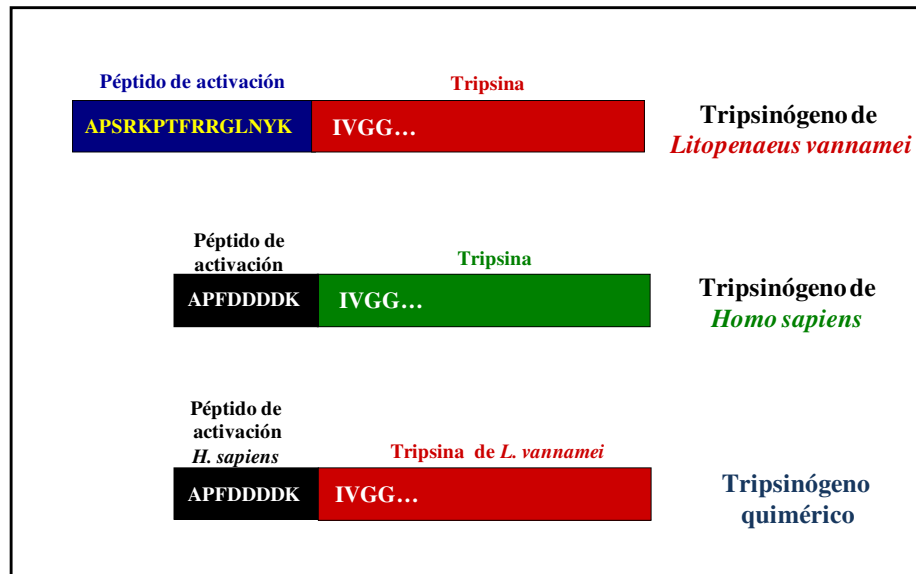 Péptido de activación
Tripsina
APSRKPTFRRGLNYK
IVGG...
Tripsinógeno de
Litopenaeus vannamei
Péptido de
activación
Tripsina
APFDDDDK
IVGG...
Tripsinógeno de
Homo sapiens
Péptido de
activación
H. sapiens
Tripsina de L. vannamei
APFDDDDK
IVGG...
Tripsinógeno
quimérico